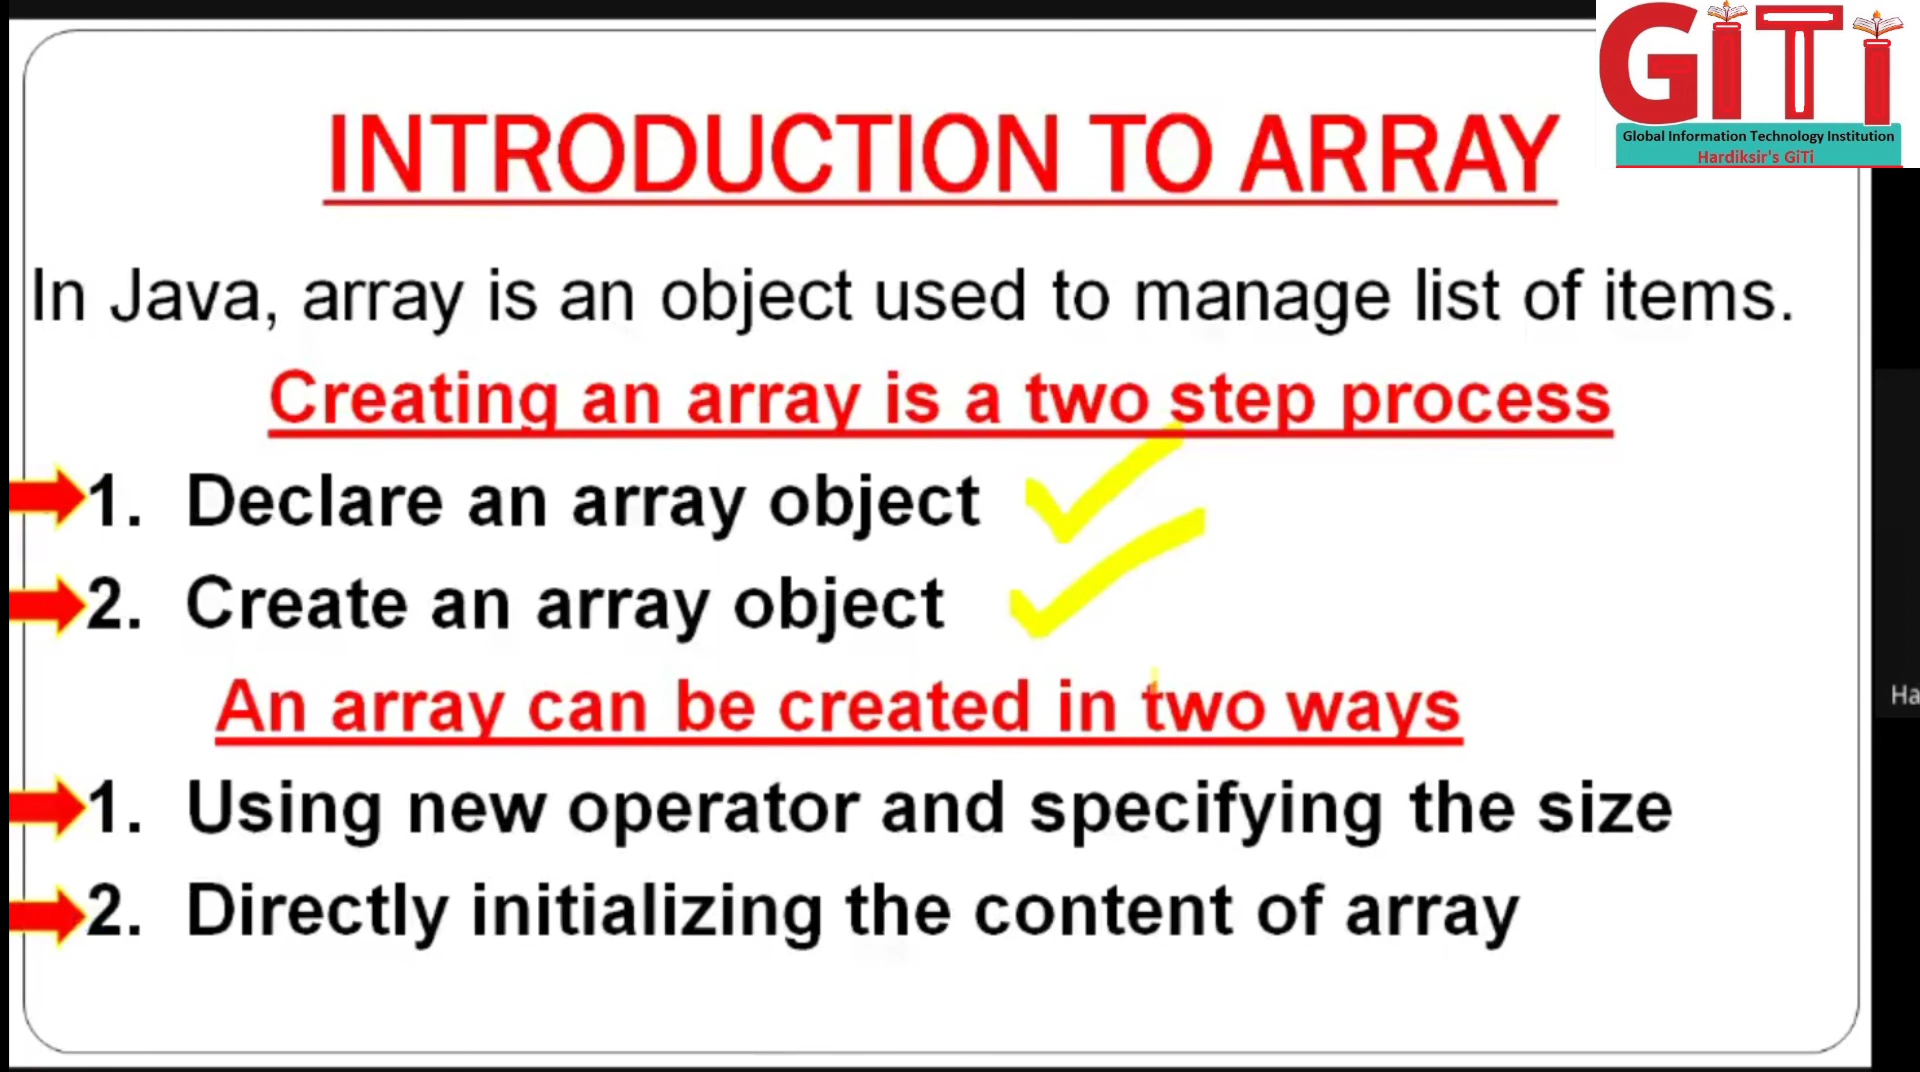 GiTi
Global Information Technology Institution
Hardiksir's GiTi
INTRODUCTION TO ARRAY
In Java, array is an object used to manage list of items.
Creating an array is a two step process
1. Declare an array object
2. Create an array object
An array can be created in two ways
1. Using new operator and specifying the size
2. Directly initializing the content of array
Ha